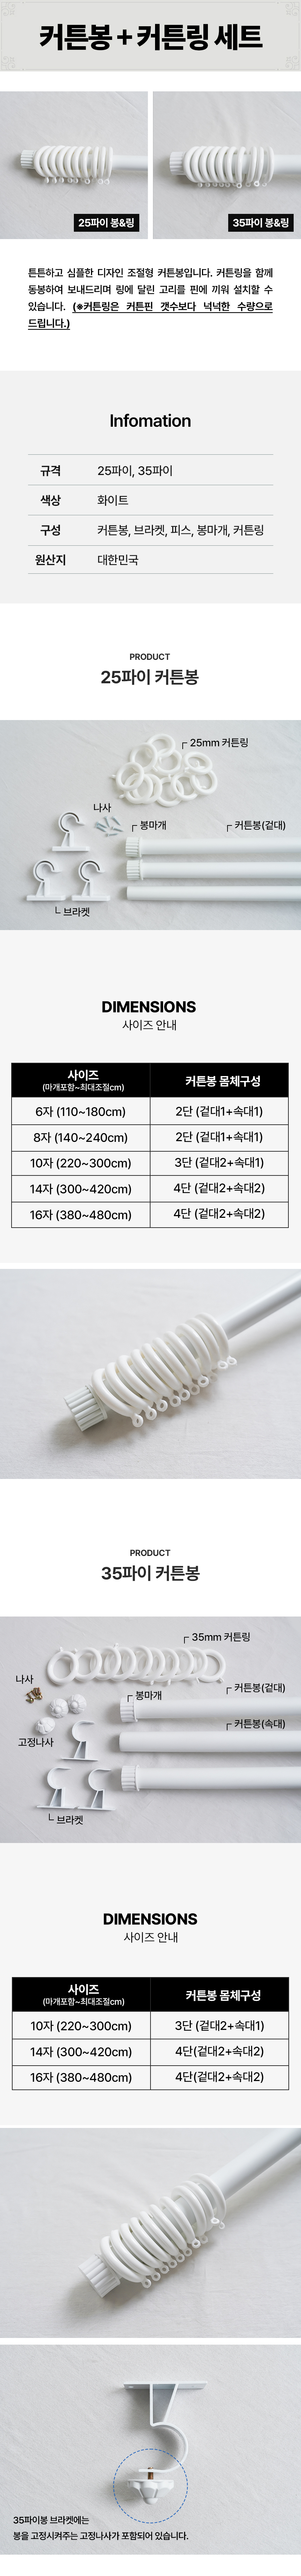 커튼봉 + 커튼링 세트
25파이 봉&링
35파이 봉&링
튼튼하고 심플한 디자인 조절형 커튼봉입니다. 커튼링을 함께
동봉하여 보내드리며 링에 달린 고리를 핀에 끼워 설치할 수
있습니다. (※커튼링은 커튼핀 갯수보다 넉넉한 수량으로
드립니다.)
Infomation
규격 25파이, 35파이
색상 화이트
구성 커튼봉, 브라켓, 피스, 봉마개, 커튼링
원산지 대한민국
PRODUCT
25파이 커튼봉
25mm 커튼링
나사
봉마개
커튼봉(겉대)
브라켓
DIMENSIONS
사이즈 안내
사이즈 커튼봉 몸체구성
(마개포함~최대조절cm)
6자 (110~180cm) 2단 (겉대1+속대1)
8자 (140~240cm) 2단 (겉대1+속대1)
10자 (220~300cm) 3단 (겉대2+속대1)
14자 (300~420cm) 4단 (겉대2+속대2)
16자 (380~480cm) 4단 (겉대2+속대2)
PRODUCT
35파이 커튼봉
35mm 커튼링
나사
커튼봉(겉대)
봉마개
커튼봉(속대)
고정나사
브라켓
DIMENSIONS
사이즈 안내
사이즈 커튼봉 몸체구성
(마개포함~최대조절cm)
10자 (220~300cm) 3단 (겉대2+속대1)
14자 (300~420cm) 4단(겉대2+속대2)
16자 (380~480cm) 4단(겉대2+속대2)
35파이봉 브라켓에는
봉을 고정시켜주는 고정나사가 포함되어 있습니다.